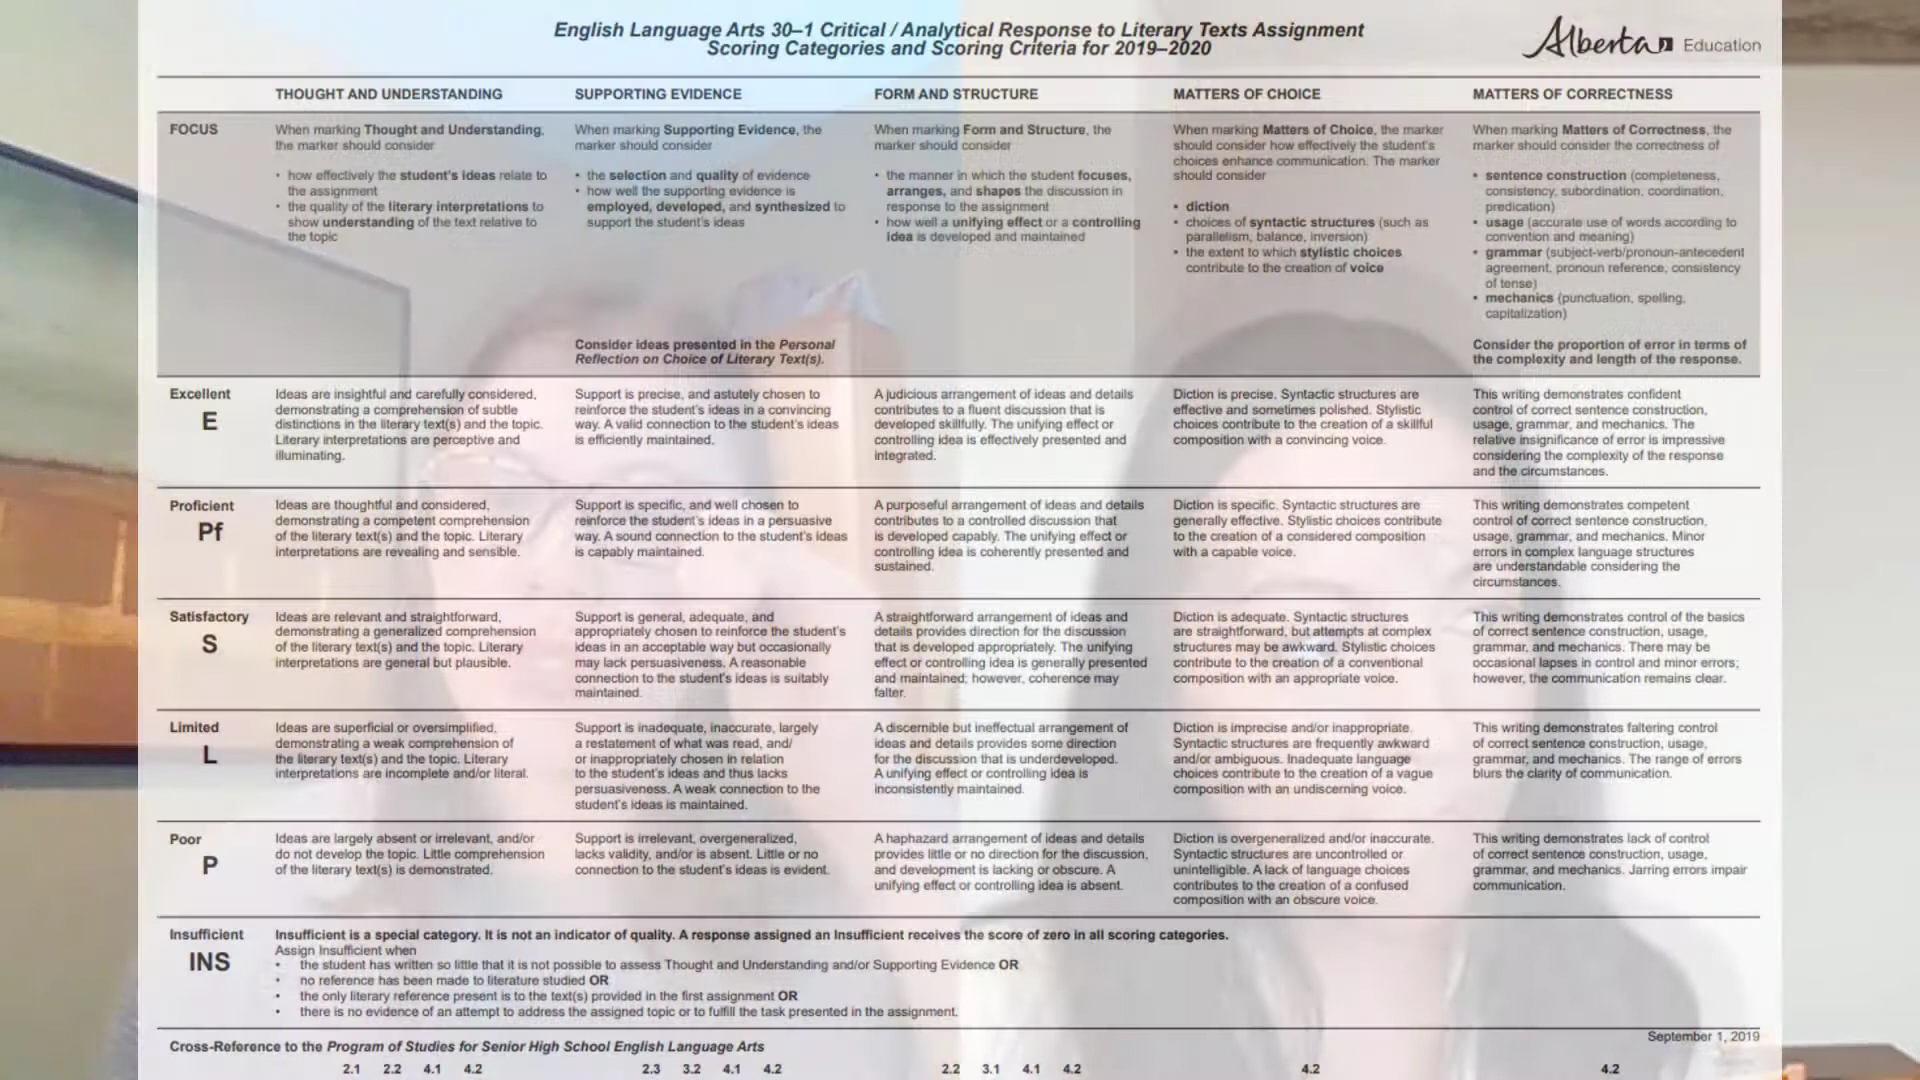 English Language Arts 30–1 Critical / Analytical Response to Literary Texts Assignment
Scoring Categories and Scoring Criteria for 2019–2020
Alberta Education
THOUGHT AND UNDERSTANDING
SUPPORTING EVIDENCE
FORM AND STRUCTURE
MATTERS OF CHOICE
MATTERS OF CORRECTNESS
FOCUS
When marking Thought and Understanding,
the marker should consider
• how effectively the student's ideas relate to
the assignment
• the quality of the literary interpretations to
show understanding of the text relative to
the topic
When marking Supporting Evidence, the
marker should consider
• the selection and quality of evidence
• how well the supporting evidence is
employed, developed, and synthesized to
support the student's ideas
Consider ideas presented in the Personal
Reflection on Choice of Literary Text(s).
When marking Form and Structure, the
marker should consider
• the manner in which the student focuses,
arranges, and shapes the discussion in
response to the assignment
• how well a unifying effect or a controlling
idea is developed and maintained
When marking Matters of Choice, the marker
should consider how effectively the student's
choices enhance communication. The marker
should consider
• diction
• choices of syntactic structures (such as
parallelism, balance, inversion)
• the extent to which stylistic choices
contribute to the creation of voice
When marking Matters of Correctness, the
marker should consider the correctness of
• sentence construction (completeness,
consistency, subordination, coordination,
predication)
• usage (accurate use of words according to
convention and meaning)
• grammar (subject-verb/pronoun-antecedent
agreement, pronoun reference, consistency
of tense)
• mechanics (punctuation, spelling,
capitalization)
Consider the proportion of error in terms of
the complexity and length of the response.
Excellent
E
Ideas are insightful and carefully considered,
demonstrating a comprehension of subtle
distinctions in the literary text(s) and the topic.
Literary interpretations are perceptive and
illuminating.
Support is precise, and astutely chosen to
reinforce the student's ideas in a convincing
way. A valid connection to the student's ideas
is efficiently maintained.
A judicious arrangement of ideas and details
contributes to a fluent discussion that is
developed skillfully. The unifying effect or
controlling idea is effectively presented and
integrated.
Diction is precise. Syntactic structures are
effective and sometimes polished. Stylistic
choices contribute to the creation of a skillful
composition with a convincing voice.
This writing demonstrates confident
control of correct sentence construction,
usage, grammar, and mechanics. The
relative insignificance of error is impressive
considering the complexity of the response
and the circumstances.
Proficient
Pf
Ideas are thoughtful and considered,
demonstrating a competent comprehension
of the literary text(s) and the topic. Literary
interpretations are revealing and sensible.
Support is specific, and well chosen to
reinforce the student's ideas in a persuasive
way. A sound connection to the student's ideas
is capably maintained.
A purposeful arrangement of ideas and details
contributes to a controlled discussion that
is developed capably. The unifying effect or
controlling idea is coherently presented and
sustained.
Diction is specific. Syntactic structures are
generally effective. Stylistic choices contribute
to the creation of a considered composition
with a capable voice.
This writing demonstrates competent
control of correct sentence construction,
usage, grammar, and mechanics. Minor
errors in complex language structures
are understandable considering the
circumstances.
Satisfactory
S
Ideas are relevant and straightforward,
demonstrating a generalized comprehension
of the literary text(s) and the topic. Literary
interpretations are general but plausible.
Support is general, adequate, and
appropriately chosen to reinforce the student's
ideas in an acceptable way but occasionally
may lack persuasiveness. A reasonable
connection to the student's ideas is suitably
maintained.
A straightforward arrangement of ideas and
details provides direction for the discussion
that is developed appropriately. The unifying
effect or controlling idea is generally presented
and maintained; however, coherence may
falter.
Diction is adequate. Syntactic structures
are straightforward, but attempts at complex
structures may be awkward. Stylistic choices
contribute to the creation of a conventional
composition with an appropriate voice.
This writing demonstrates control of the basics
of correct sentence construction, usage,
grammar, and mechanics. There may be
occasional lapses in control and minor errors;
however, the communication remains clear.
Limited
L
Ideas are superficial or oversimplified,
demonstrating a weak comprehension of
the literary text(s) and the topic. Literary
interpretations are incomplete and/or literal.
Support is inadequate, inaccurate, largely
a restatement of what was read, and/
or inappropriately chosen in relation
to the student's ideas and thus lacks
persuasiveness. A weak connection to the
student's ideas is maintained.
A discernible but ineffectual arrangement of
ideas and details provides some direction
for the discussion that is underdeveloped.
A unifying effect or controlling idea is
inconsistently maintained.
Diction is imprecise and/or inappropriate.
Syntactic structures are frequently awkward
and/or ambiguous. Inadequate language
choices contribute to the creation of a vague
composition with an undiscerning voice.
This writing demonstrates faltering control
of correct sentence construction, usage,
grammar, and mechanics. The range of errors
blurs the clarity of communication.
Poor
P
Ideas are largely absent or irrelevant, and/or
do not develop the topic. Little comprehension
of the literary text(s) is demonstrated.
Support is irrelevant, overgeneralized,
lacks validity, and/or is absent. Little or no
connection to the student's ideas is evident.
A haphazard arrangement of ideas and details
provides little or no direction for the discussion,
and development is lacking or obscure. A
unifying effect or controlling idea is absent.
Diction is overgeneralized and/or inaccurate.
Syntactic structures are uncontrolled or
unintelligible. A lack of language choices
contributes to the creation of a confused
composition with an obscure voice.
This writing demonstrates lack of control
of correct sentence construction, usage,
grammar, and mechanics. Jarring errors impair
communication.
Insufficient
INS
Insufficient is a special category. It is not an indicator of quality. A response assigned an Insufficient receives the score of zero in all scoring categories.
Assign Insufficient when
• the student has written so little that it is not possible to assess Thought and Understanding and/or Supporting Evidence OR
• no reference has been made to literature studied OR
• the only literary reference present is to the text(s) provided in the first assignment OR
• there is no evidence of an attempt to address the assigned topic or to fulfill the task presented in the assignment.
September 1, 2019
Cross-Reference to the Program of Studies for Senior High School English Language Arts
2.1 2.2 4.1 4.2
2.3 3.2 4.1 4.2
2.2 3.1 4.1 4.2
4.2
4.2